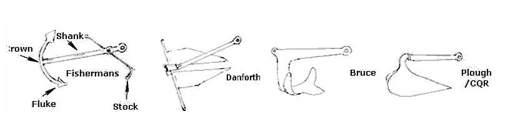 Shank
Crown
Fishermans
Fluke
Stock
Danforth
Bruce
Plough
/CQR